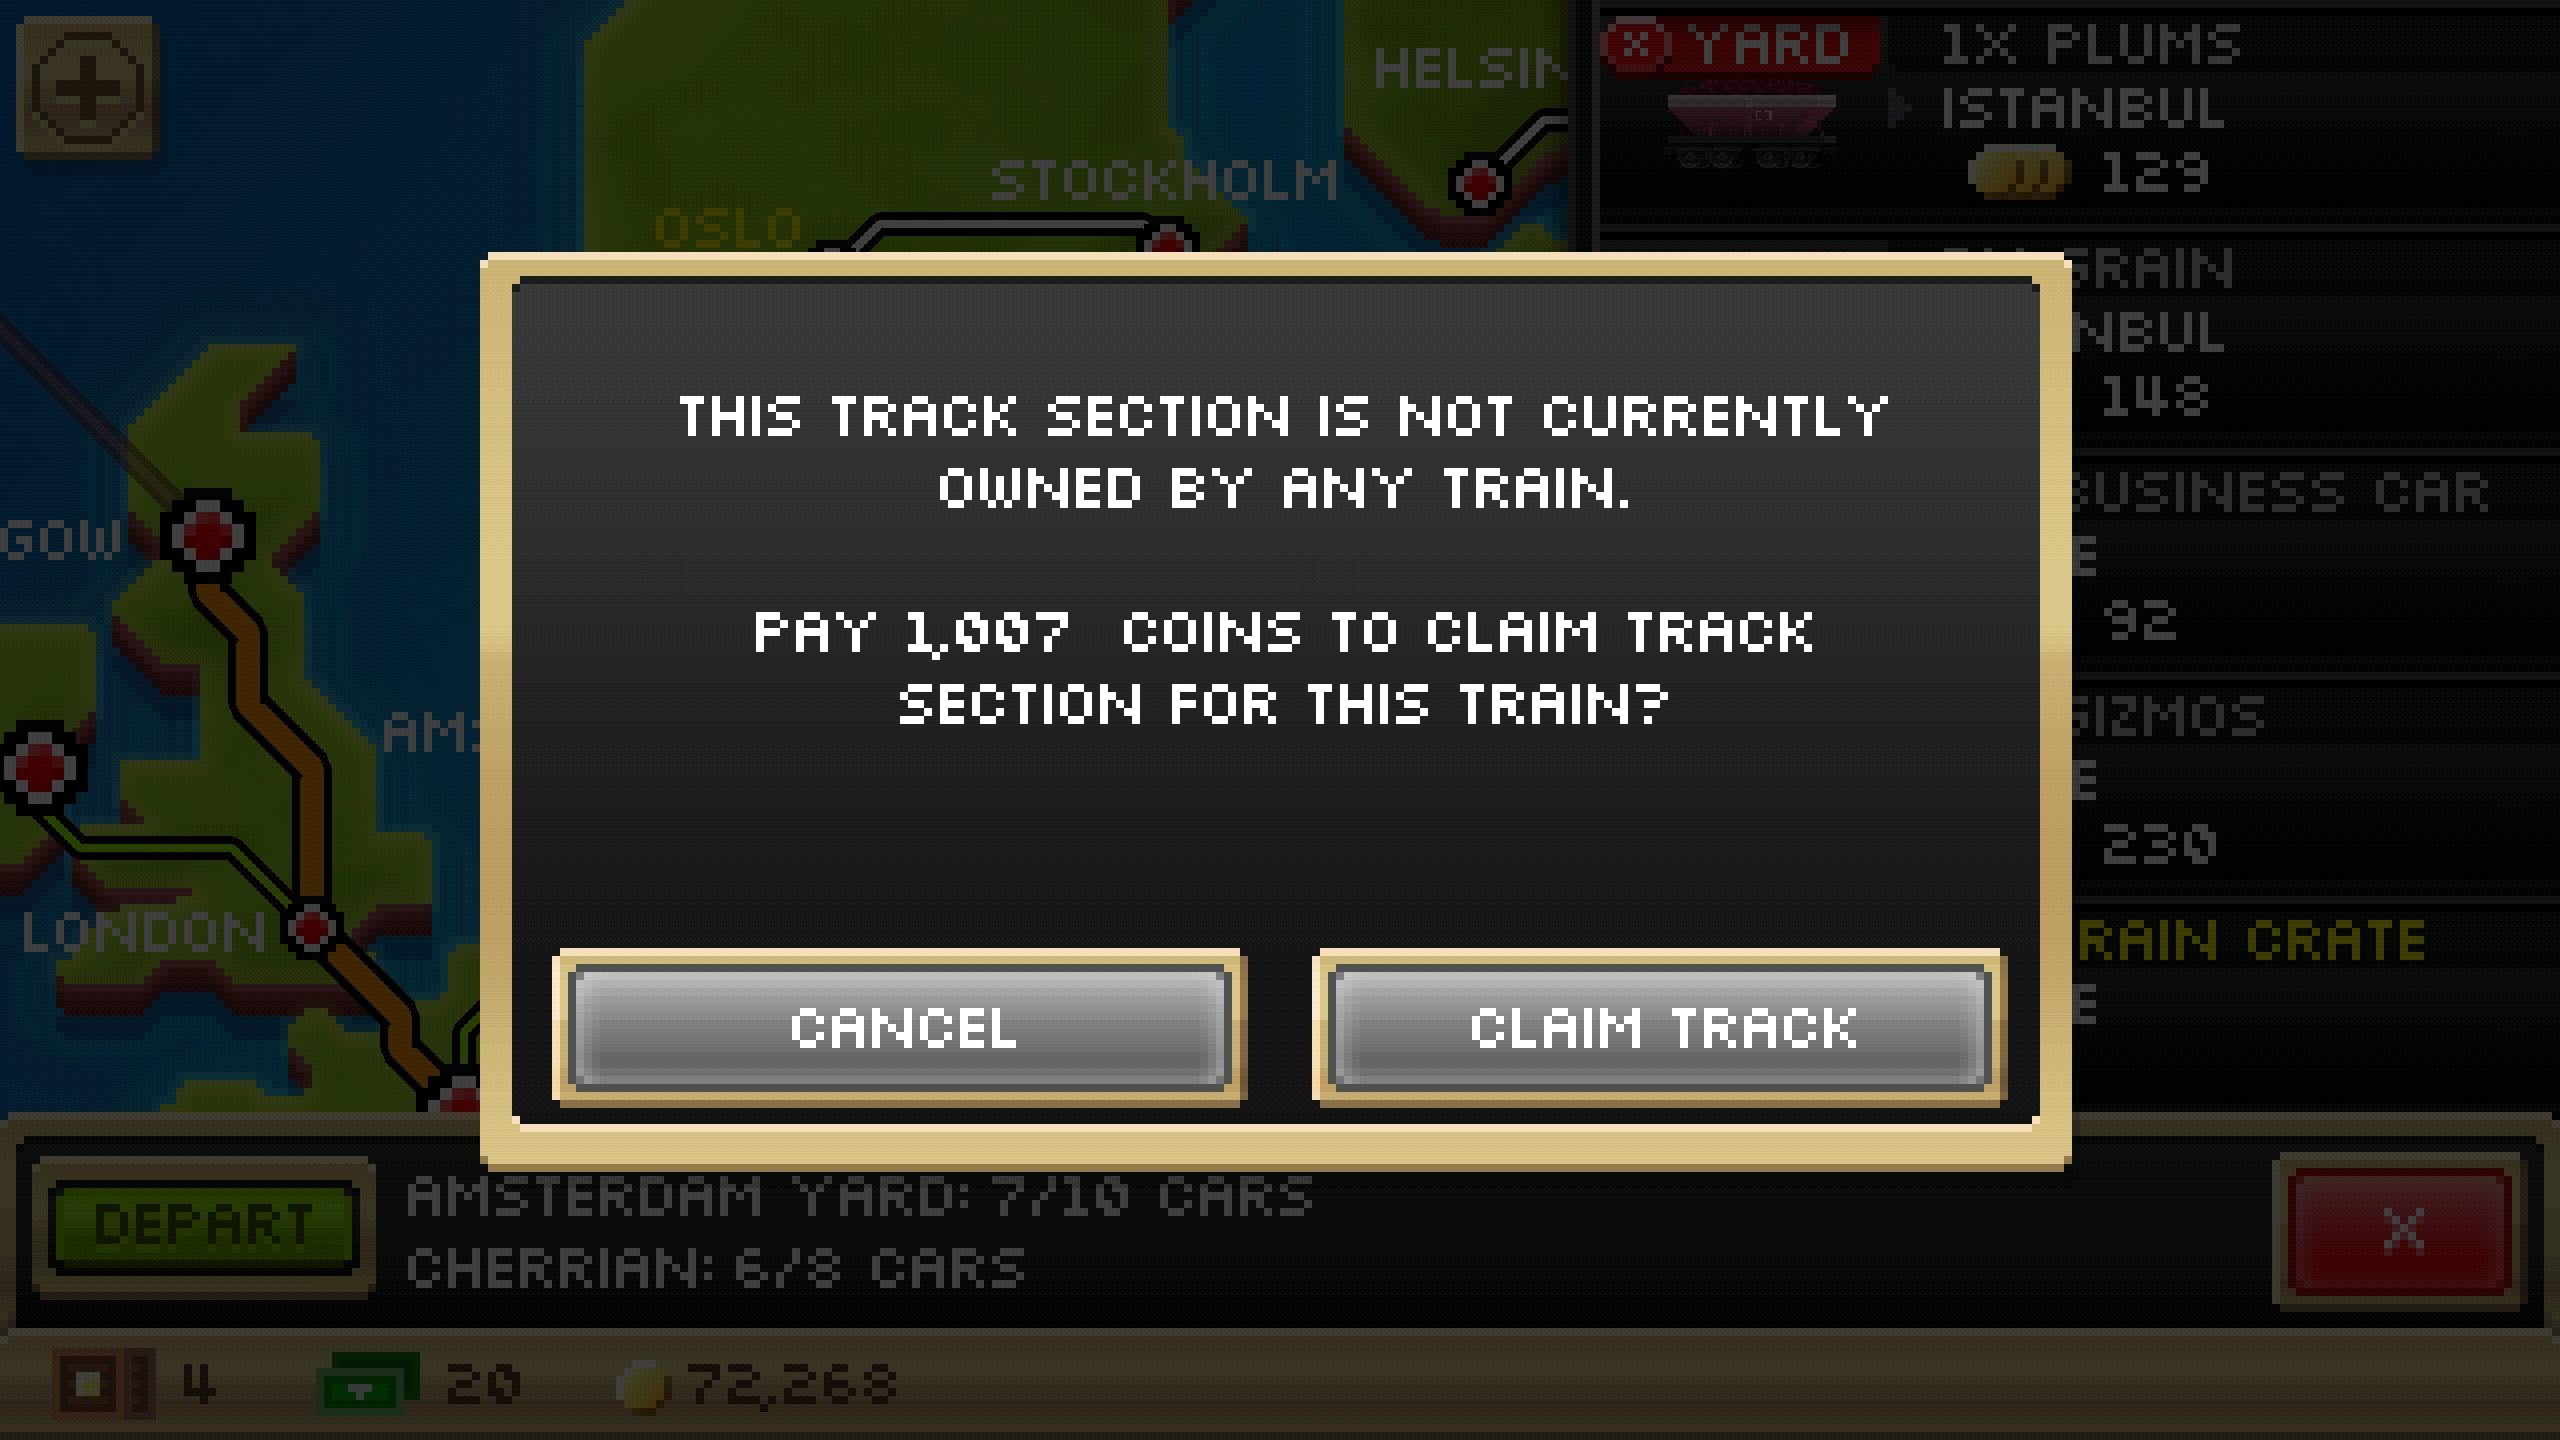 HELSIN
STOCKHOLM
OSLO
GOW
AMS
LONDON
YARD
1X PLUMS
ISTANBUL
129
GRAIN
NBUL
148
BUSINESS CAR
E
92
GIZMOS
E
230
RAIN CRATE
E
THIS TRACK SECTION IS NOT CURRENTLY
OWNED BY ANY TRAIN.
PAY 1,007 COINS TO CLAIM TRACK
SECTION FOR THIS TRAIN?
CANCEL
CLAIM TRACK
DEPART
AMSTERDAM YARD: 7/10 CARS
CHERRIAN: 6/8 CARS
X
4
20
72,268